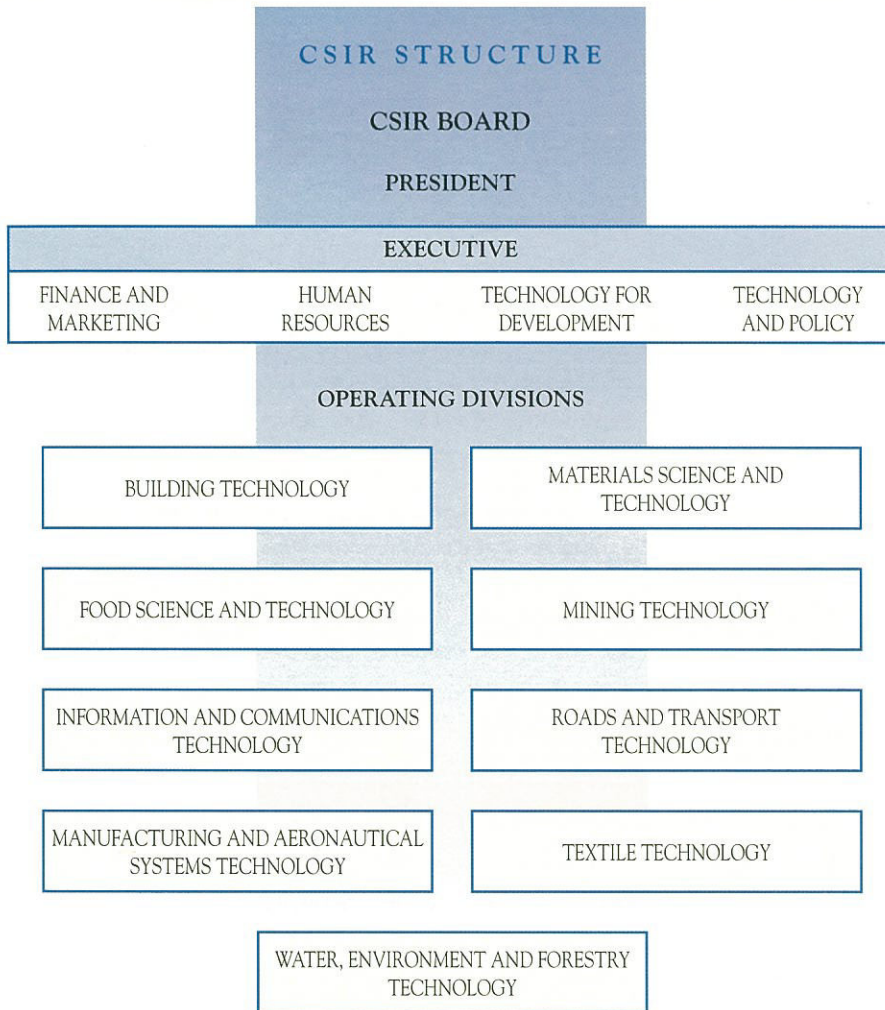 CSIR STRUCTURE
CSIR BOARD
PRESIDENT
EXECUTIVE
FINANCE AND
MARKETING
HUMAN
RESOURCES
TECHNOLOGY FOR
DEVELOPMENT
TECHNOLOGY
AND POLICY
OPERATING DIVISIONS
BUILDING TECHNOLOGY
MATERIALS SCIENCE AND
TECHNOLOGY
FOOD SCIENCE AND TECHNOLOGY
MINING TECHNOLOGY
INFORMATION AND COMMUNICATIONS
TECHNOLOGY
ROADS AND TRANSPORT
TECHNOLOGY
MANUFACTURING AND AERONAUTICAL
SYSTEMS TECHNOLOGY
TEXTILE TECHNOLOGY
WATER, ENVIRONMENT AND FORESTRY
TECHNOLOGY